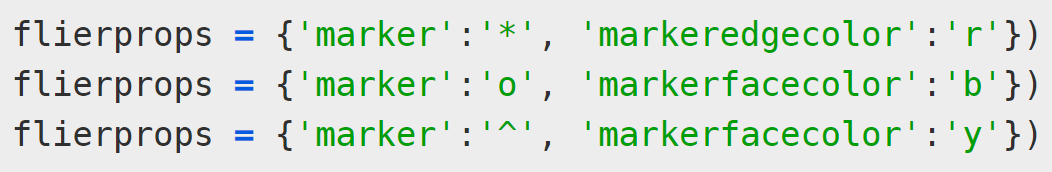 flierprops = {'marker':'*', 'markeredgecolor':'r'})
flierprops = {'marker':'o', 'markerfacecolor':'b'})
flierprops = {'marker':'^', 'markerfacecolor':'y'})